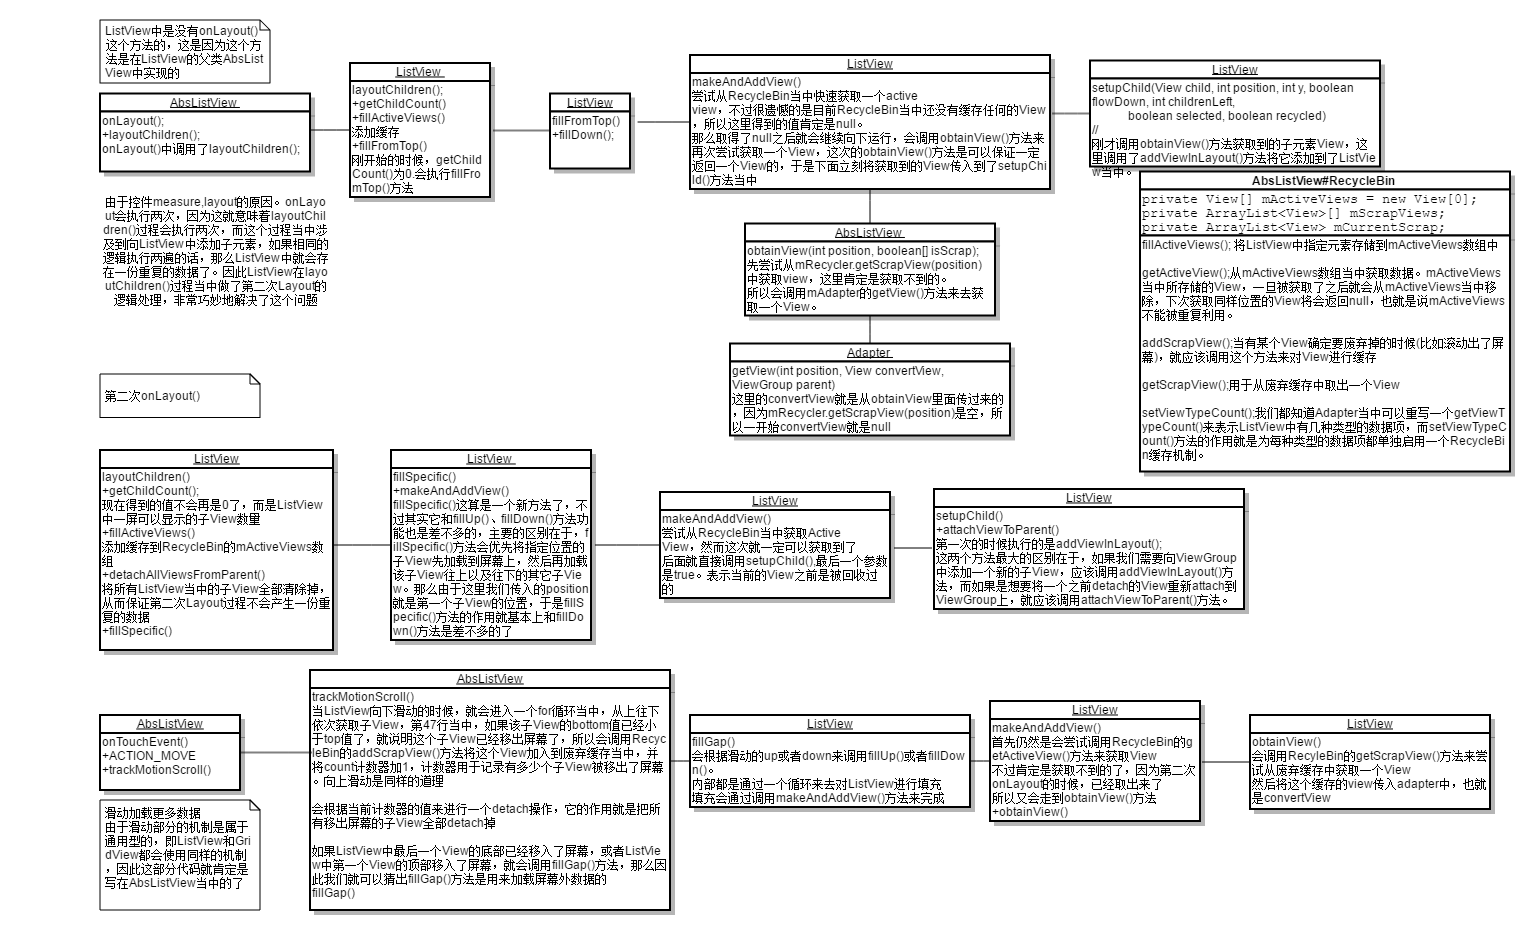 ListView中是没有onLayout()
这个方法的，这是因为这个方
法是在ListView的父类AbsList
View中实现的
AbsListView
onLayout();
+layoutChildren();
onLayout()中调用了layoutChildren();
ListView
layoutChildren();
+getChildCount()
+fillActiveViews()
添加缓存
+fillFromTop()
刚开始的时候，getChild
Count()为0.会执行fillFro
mTop()方法
ListView
fillFromTop()
+fillDown();
ListView
makeAndAddView()
尝试从RecycleBin当中快速获取一个active
view，不过很遗憾的是目前RecycleBin当中还没有缓存任何的View
，所以这里得到的值肯定是null。
那么取得了null之后就会继续向下运行，会调用obtainView()方法来
再次尝试获取一个View，这次的obtainView()方法是可以保证一定
返回一个View的，于是下面立刻将获取到的View传入到了setupChi
ld()方法当中
ListView
setupChild(View child, int position, int y, boolean
flowDown, int childrenLeft,
boolean selected, boolean recycled)
//
刚才调用obtainView()方法获取到的子元素View，这
里调用了addViewInLayout()方法将它添加到了ListVie
w当中。
由于控件measure,layout的原因。onLayo
ut会执行两次，因为这就意味着layoutChil
dren()过程会执行两次，而这个过程当中涉
及到向ListView中添加子元素，如果相同的
逻辑执行两遍的话，那么ListView中就会存
在一份重复的数据了。因此ListView在layo
utChildren()过程当中做了第二次Layout的
逻辑处理，非常巧妙地解决了这个问题
AbsListView
obtainView(int position, boolean[] isScrap);
先尝试从mRecycler.getScrapView(position)
中获取view，这里肯定是获取不到的。
所以会调用mAdapter的getView()方法来去获
取一个View。
Adapter
getView(int position, View convertView,
ViewGroup parent)
这里的convertView就是从obtainView里面传过来的
，因为mRecycler.getScrapView(position)是空，所
以一开始convertView就是null
AbsListView#RecycleBin
private View[] mActiveViews = new View[0];
private ArrayList<View>[] mScrapViews;
private ArrayList<View> mCurrentScrap;
fillActiveViews(); 将ListView中指定元素存储到mActiveViews数组中
getActiveView();从mActiveViews数组当中获取数据。mActiveViews
当中所存储的View，一旦被获取了之后就会从mActiveViews当中移
除，下次获取同样位置的View将会返回null，也就是说mActiveViews
不能被重复利用。
addScrapView();当有某个View确定要废弃掉的时候(比如滚动出了屏
幕)，就应该调用这个方法来对View进行缓存
getScrapView();用于从废弃缓存中取出一个View
setViewTypeCount();我们都知道Adapter当中可以重写一个getViewT
ypeCount()来表示ListView中有几种类型的数据项，而setViewTypeC
ount()方法的作用就是为每种类型的数据项都单独启用一个RecycleBi
n缓存机制。
第二次onLayout()
ListView
layoutChildren()
+getChildCount();
现在得到的值不会再是0了，而是ListView
中一屏可以显示的子View数量
+fillActiveViews()
添加缓存到RecycleBin的mActiveViews数
组
+detachAllViewsFromParent()
将所有ListView当中的子View全部清除掉，
从而保证第二次Layout过程不会产生一份重
复的数据
+fillSpecific()
ListView
fillSpecific()
+makeAndAddView()
fillSpecific()这算是一个新方法了，不
过其实它和fillUp()、fillDown()方法功
能也是差不多的，主要的区别在于，f
illSpecific()方法会优先将指定位置的
子View先加载到屏幕上，然后再加载
该子View往上以及往下的其它子Vie
w。那么由于这里我们传入的position
就是第一个子View的位置，于是fillS
pecific()方法的作用就基本上和fillDo
wn()方法是差不多的了
ListView
makeAndAddView()
尝试从RecycleBin当中获取Active
View，然而这次就一定可以获取到了
后面就直接调用setupChild(),最后一个参数
是true。表示当前的View之前是被回收过
的
ListView
setupChild()
+attachViewToParent()
第一次的时候执行的是addViewInLayout();
这两个方法最大的区别在于，如果我们需要向ViewGroup
中添加一个新的子View，应该调用addViewInLayout()方
法，而如果是想要将一个之前detach的View重新attach到
ViewGroup上，就应该调用attachViewToParent()方法。
AbsListView
onTouchEvent()
+ACTION_MOVE
+trackMotionScroll()
滑动加载更多数据
由于滑动部分的机制是属于
通用型的，即ListView和Gri
dView都会使用同样的机制
，因此这部分代码就肯定是
写在AbsListView当中的了
AbsListView
trackMotionScroll()
当ListView向下滑动的时候，就会进入一个for循环当中，从上往下
依次获取子View，第47行当中，如果该子View的bottom值已经小
于top值了，就说明这个子View已经移出屏幕了，所以会调用Recyc
leBin的addScrapView()方法将这个View加入到废弃缓存当中，并
将count计数器加1，计数器用于记录有多少个子View被移出了屏幕
。向上滑动是同样的道理
会根据当前计数器的值来进行一个detach操作，它的作用就是把所
有移出屏幕的子View全部detach掉
如果ListView中最后一个View的底部已经移入了屏幕，或者ListVie
w中第一个View的顶部移入了屏幕，就会调用fillGap()方法，那么因
此我们就可以猜出fillGap()方法是用来加载屏幕外数据的
fillGap()
ListView
fillGap()
会根据滑动的up或者down来调用fillUp()或者fillDow
n()。
内部都是通过一个循环来去对ListView进行填充
填充会通过调用makeAndAddView()方法来完成
ListView
makeAndAddView()
首先仍然是会尝试调用RecycleBin的g
etActiveView()方法来获取View
不过肯定是获取不到的了，因为第二次
onLayou的时候，已经取出来了
所以又会走到obtainView()方法
+obtainView()
ListView
obtainView()
会调用RecyleBin的getScrapView()方法来尝
试从废弃缓存中获取一个View
然后将这个缓存的view传入adapter中，也就
是convertView